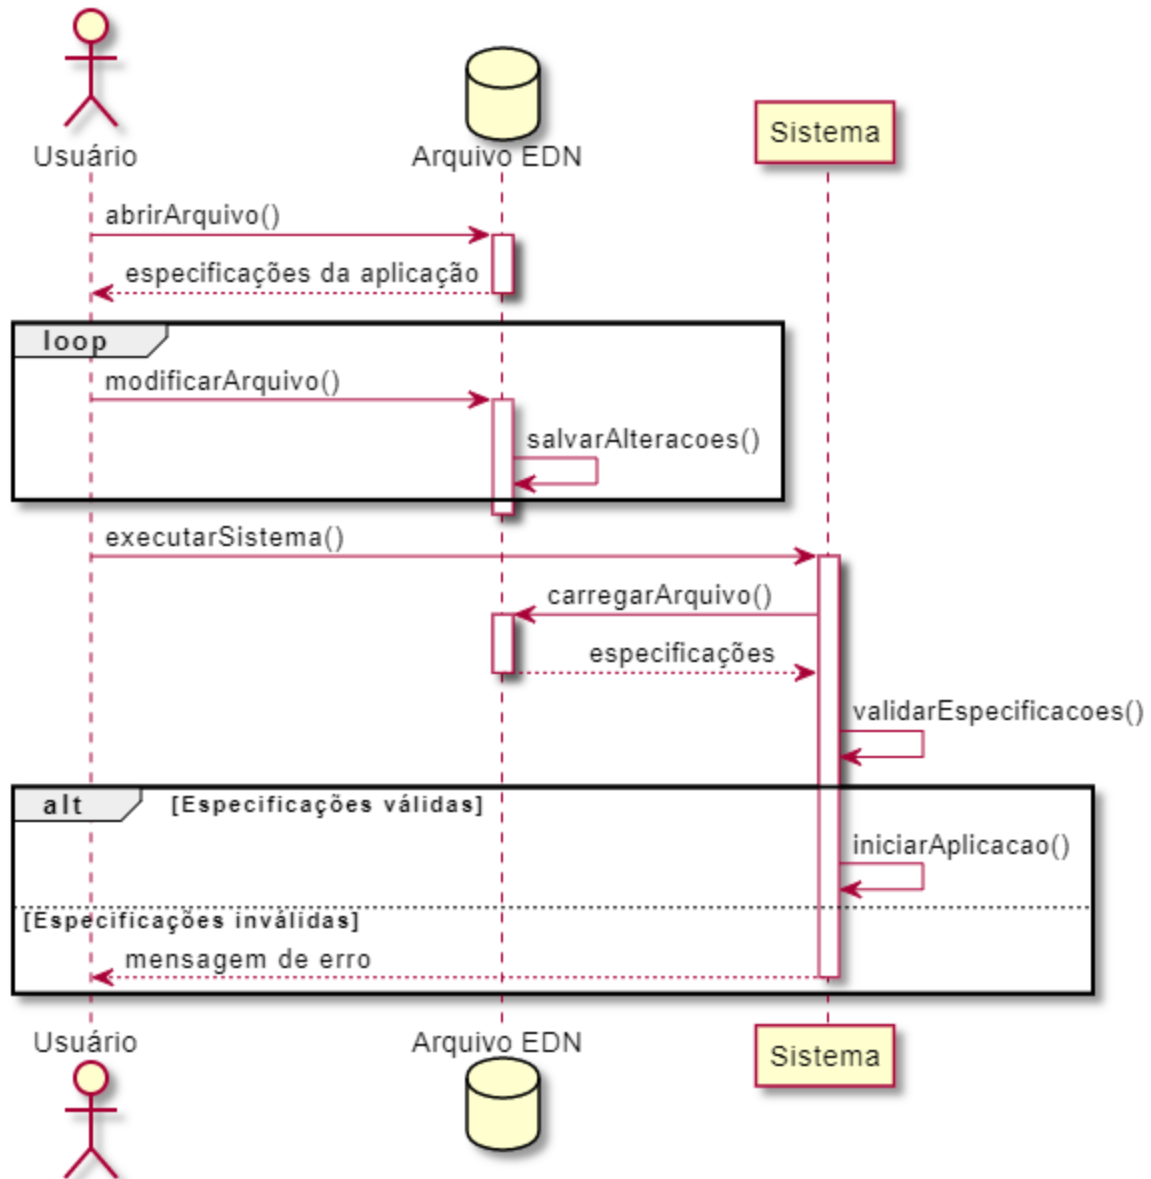 Usuário
Arquivo EDN
Sistema
abrirArquivo()
especificações da aplicação
loop
modificarArquivo()
salvarAlteracoes()
executarSistema()
carregarArquivo()
especificações
validarEspecificacoes()
alt [Especificações válidas]
iniciarAplicacao()
[Especificações inválidas]
mensagem de erro
Usuário
Arquivo EDN
Sistema